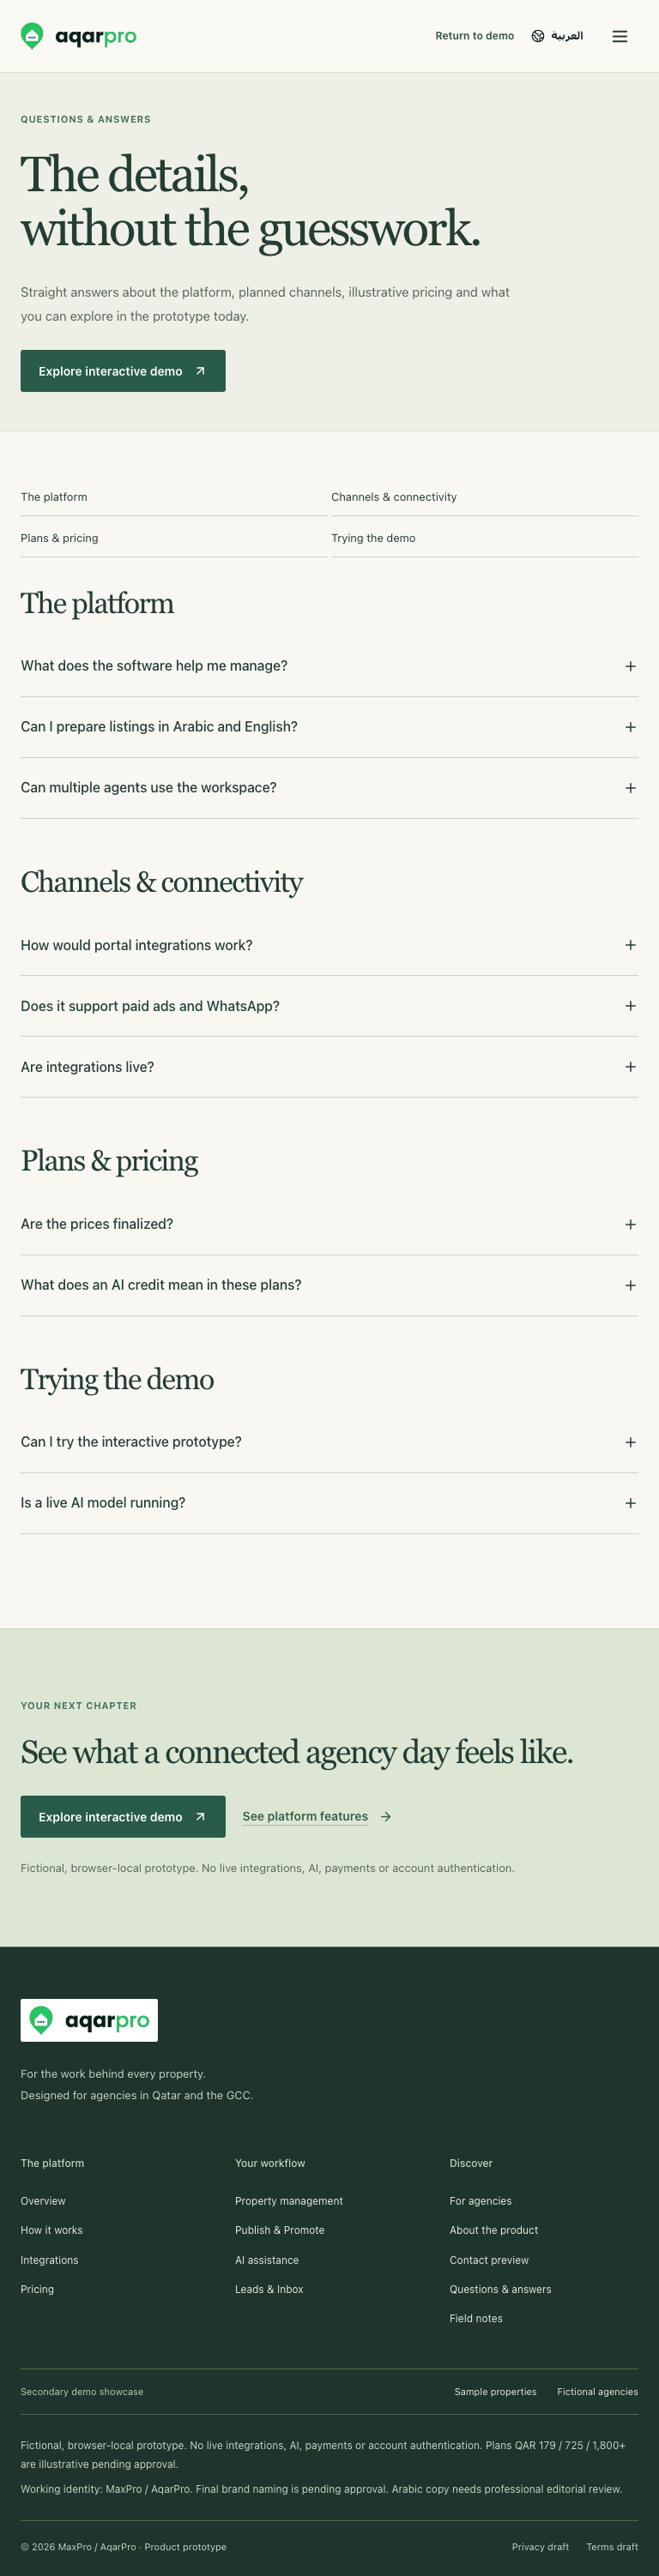 aqarpro
Return to demo
العربية
QUESTIONS & ANSWERS
The details,
without the guesswork.
Straight answers about the platform, planned channels, illustrative pricing and what
you can explore in the prototype today.
Explore interactive demo
The platform
Channels & connectivity
Plans & pricing
Trying the demo
The platform
What does the software help me manage?
Can I prepare listings in Arabic and English?
Can multiple agents use the workspace?
Channels & connectivity
How would portal integrations work?
Does it support paid ads and WhatsApp?
Are integrations live?
Plans & pricing
Are the prices finalized?
What does an AI credit mean in these plans?
Trying the demo
Can I try the interactive prototype?
Is a live AI model running?
YOUR NEXT CHAPTER
See what a connected agency day feels like.
Explore interactive demo
See platform features
Fictional, browser-local prototype. No live integrations, AI, payments or account authentication.
aqarpro
For the work behind every property.
Designed for agencies in Qatar and the GCC.
The platform
Overview
How it works
Integrations
Pricing
Your workflow
Property management
Publish & Promote
AI assistance
Leads & Inbox
Discover
For agencies
About the product
Contact preview
Questions & answers
Field notes
Secondary demo showcase
Sample properties
Fictional agencies
Fictional, browser-local prototype. No live integrations, AI, payments or account authentication. Plans QAR 179 / 725 / 1,800+
are illustrative pending approval.
Working identity: MaxPro / AqarPro. Final brand naming is pending approval. Arabic copy needs professional editorial review.
© 2026 MaxPro / AqarPro · Product prototype
Privacy draft
Terms draft